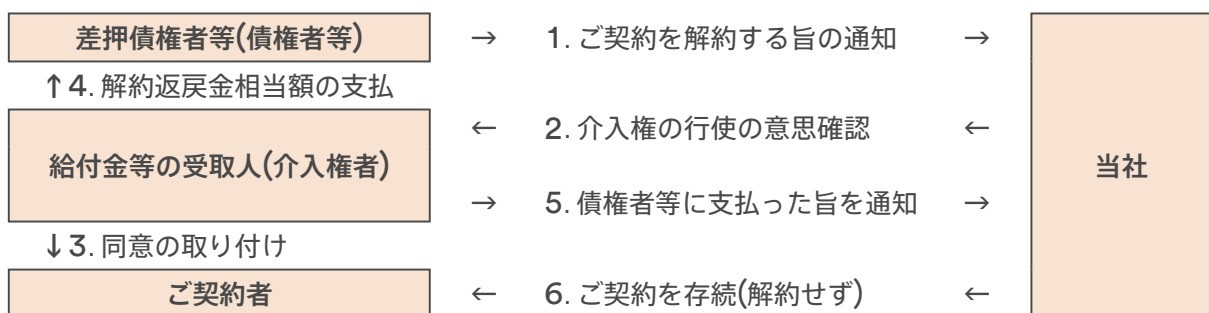 差押債権者等(債権者等) → 1. ご契約を解約する旨の通知 →
↑4. 解約返戻金相当額の支払
← 2. 介入権の行使の意思確認 ←
給付金等の受取人(介入権者) 当社
→ 5. 債権者等に支払った旨を通知 →
↓3. 同意の取り付け
ご契約者 ← 6. ご契約を存続(解約せず) ←